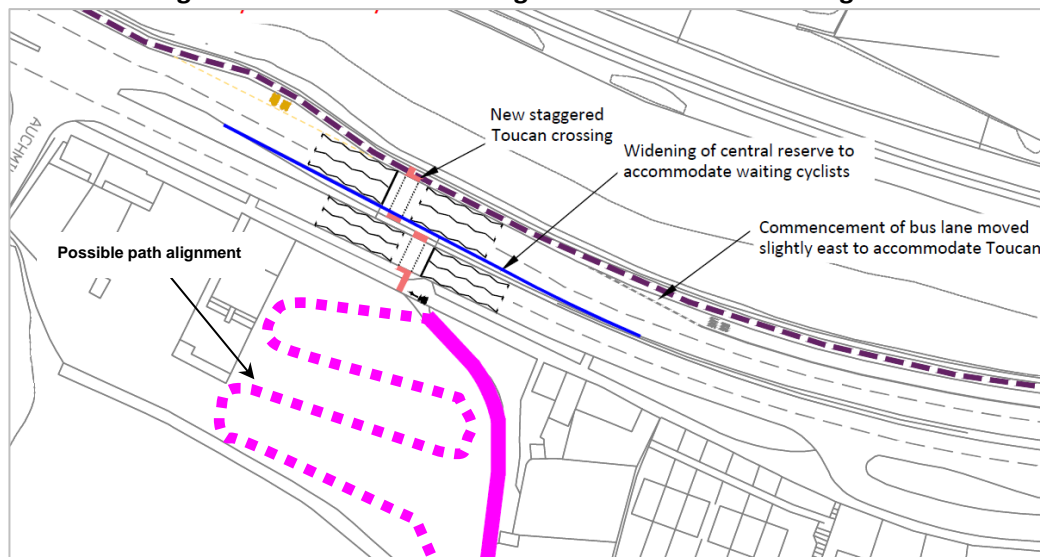 New staggered
Toucan crossing
Widening of central reserve to
accommodate waiting cyclists
Commencement of bus lane moved
slightly east to accommodate Toucan
Possible path alignment